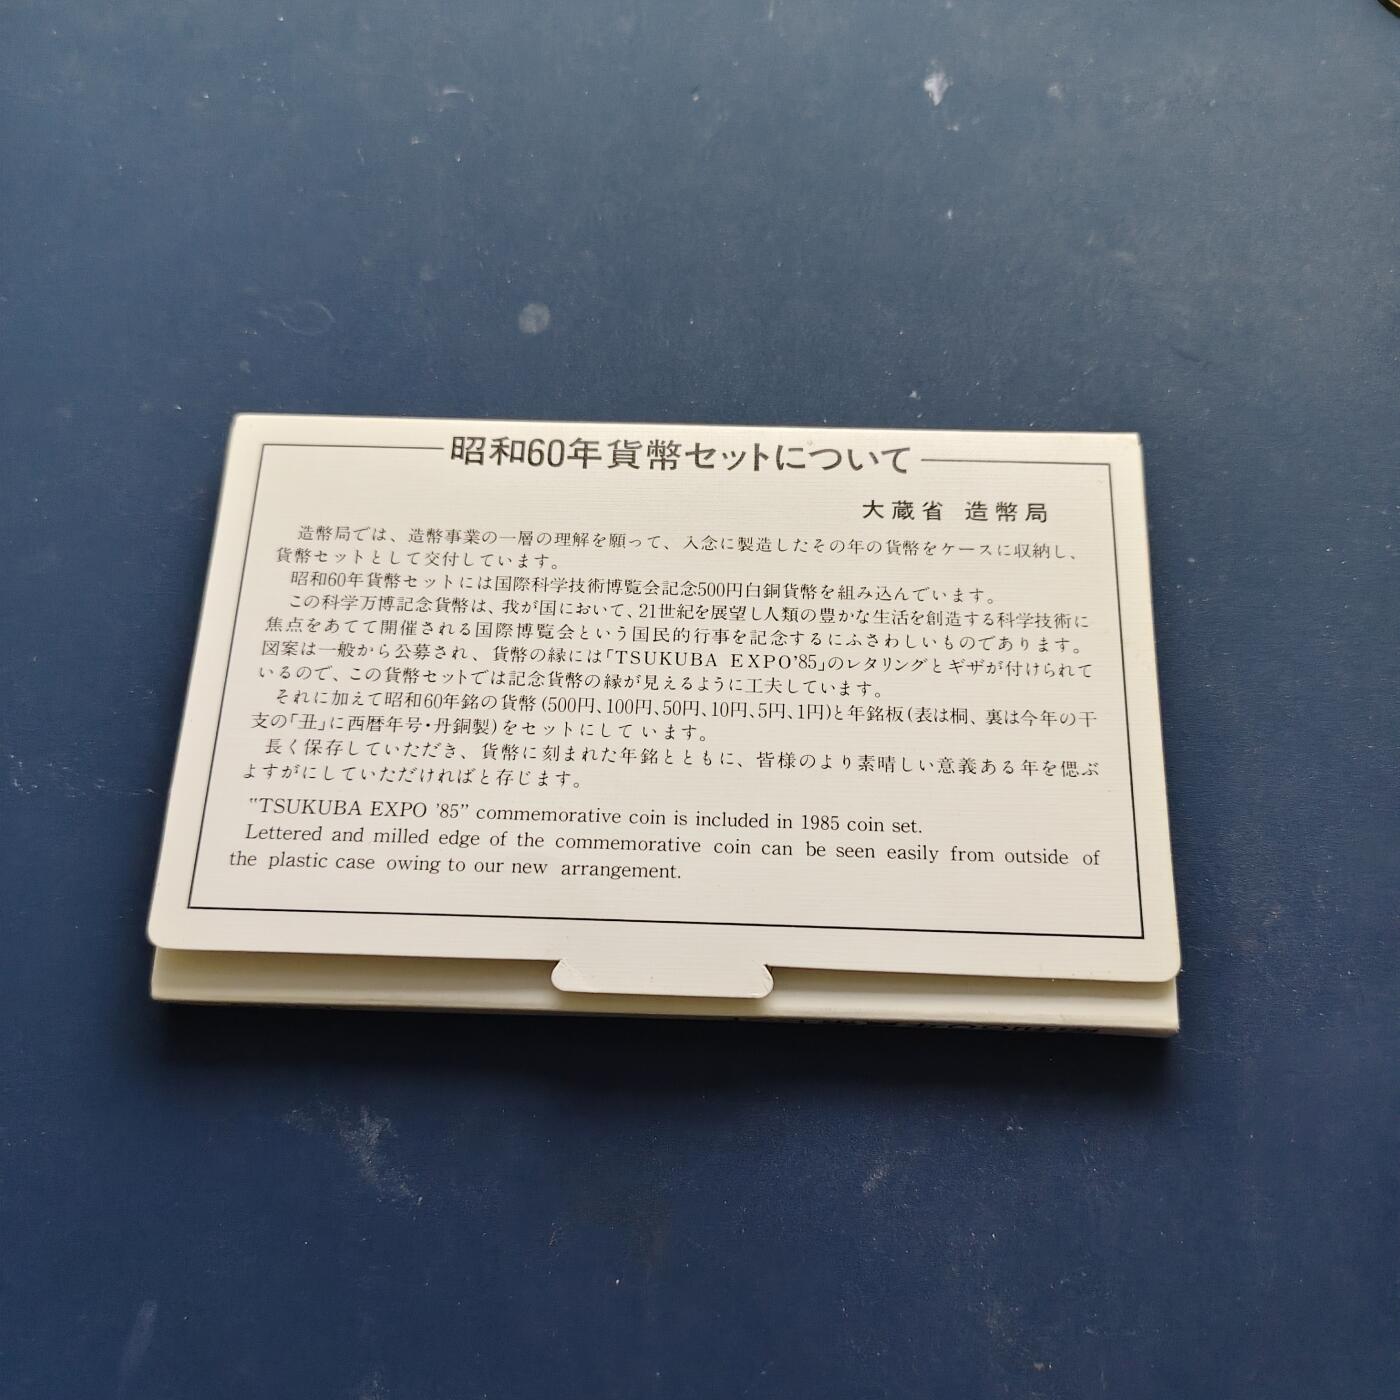 昭和60年貨幣セットについて
大蔵省 造幣局
造幣局では、造幣事業の一層の理解を願って、入念に製造したその年の貨幣をケースに収納し、
貨幣セットとして交付しています。
昭和60年貨幣セットには国際科学技術博覧会記念500円白銅貨幣を組み込んでいます。
この科学万博記念貨幣は、我が国において、21世紀を展望し人類の豊かな生活を創造する科学技術に
焦点をあてて開催される国際博覧会という国民的行事を記念するにふさわしいものであります。
図案は一般から公募され、貨幣の縁には「TSUKUBA EXPO'85」のレタリングとギザが付けられて
いるので、この貨幣セットでは記念貨幣の縁が見えるように工夫しています。
それに加えて昭和60年銘の貨幣(500円、100円、50円、10円、5円、1円)と年銘板(表は桐、裏は今年の干
支の「丑」に西暦年号・丹銅製)をセットにしています。
長く保存していただき、貨幣に刻まれた年銘とともに、皆様のより素晴しい意義ある年を偲ぶ
よすがにしていただければと存じます。
"TSUKUBA EXPO '85" commemorative coin is included in 1985 coin set.
Lettered and milled edge of the commemorative coin can be seen easily from outside of
the plastic case owing to our new arrangement.